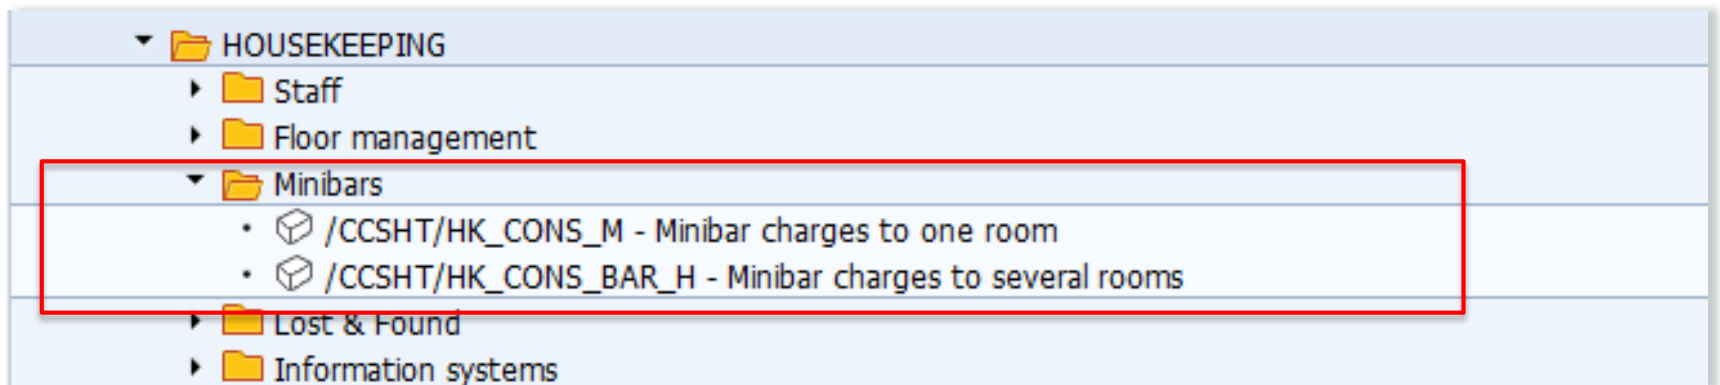 HOUSEKEEPING
Staff
Floor management
Minibars
/CCSHT/HK_CONS_M - Minibar charges to one room
/CCSHT/HK_CONS_BAR_H - Minibar charges to several rooms
Lost & Found
Information systems